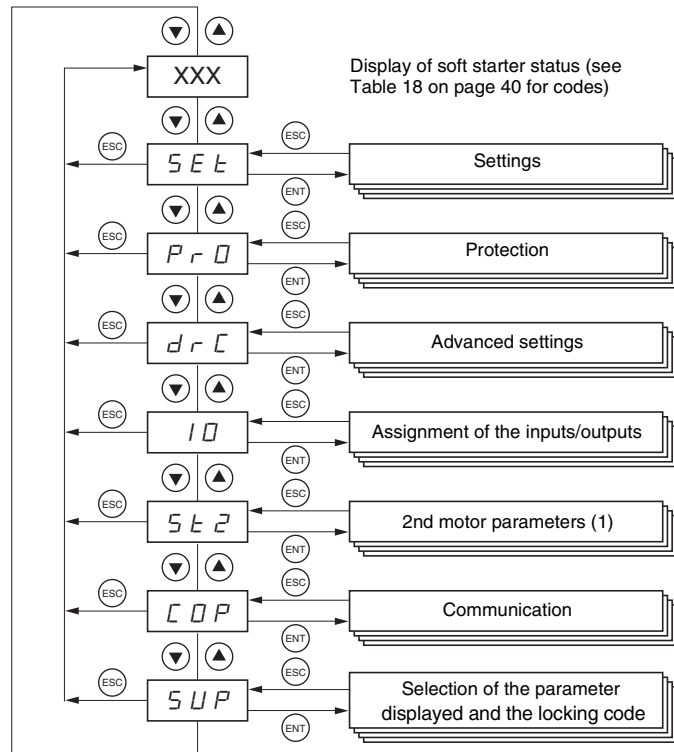 XXX
Display of soft starter status (see
Table 18 on page 40 for codes)
ESC
ESC
SEt
Settings
ENT
ESC
ESC
PrO
Protection
ENT
ESC
ESC
drC
Advanced settings
ENT
ESC
ESC
IO
Assignment of the inputs/outputs
ENT
ESC
ESC
St2
2nd motor parameters (1)
ENT
ESC
ESC
COP
Communication
ENT
ESC
ESC
SUP
Selection of the parameter
displayed and the locking code
ENT